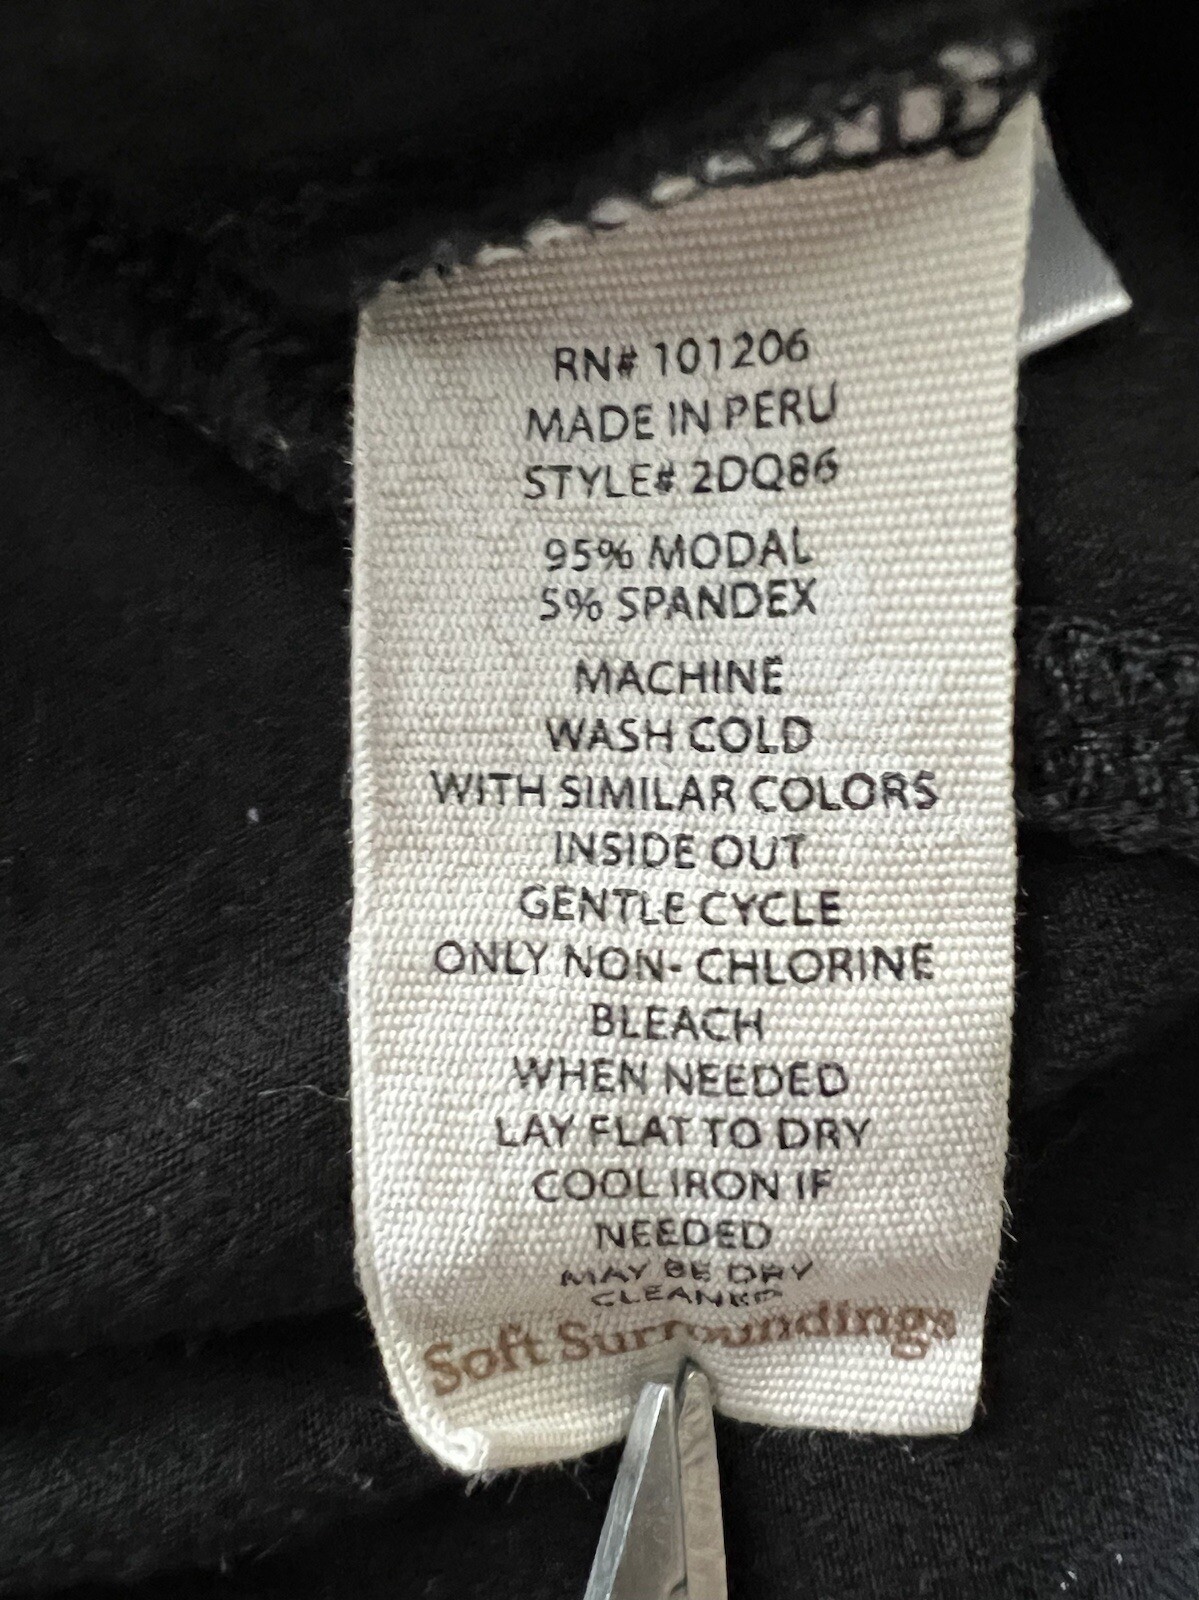 RN# 101206
MADE IN PERU
STYLE# 2DQ86
95% MODAL
5% SPANDEX
MACHINE
WASH COLD
WITH SIMILAR COLORS
INSIDE OUT
GENTLE CYCLE
ONLY NON- CHLORINE
BLEACH
WHEN NEEDED
LAY FLAT TO DRY
COOL IRON IF
NEEDED
MAY BE DRY
CLEANED
Soft Surroundings